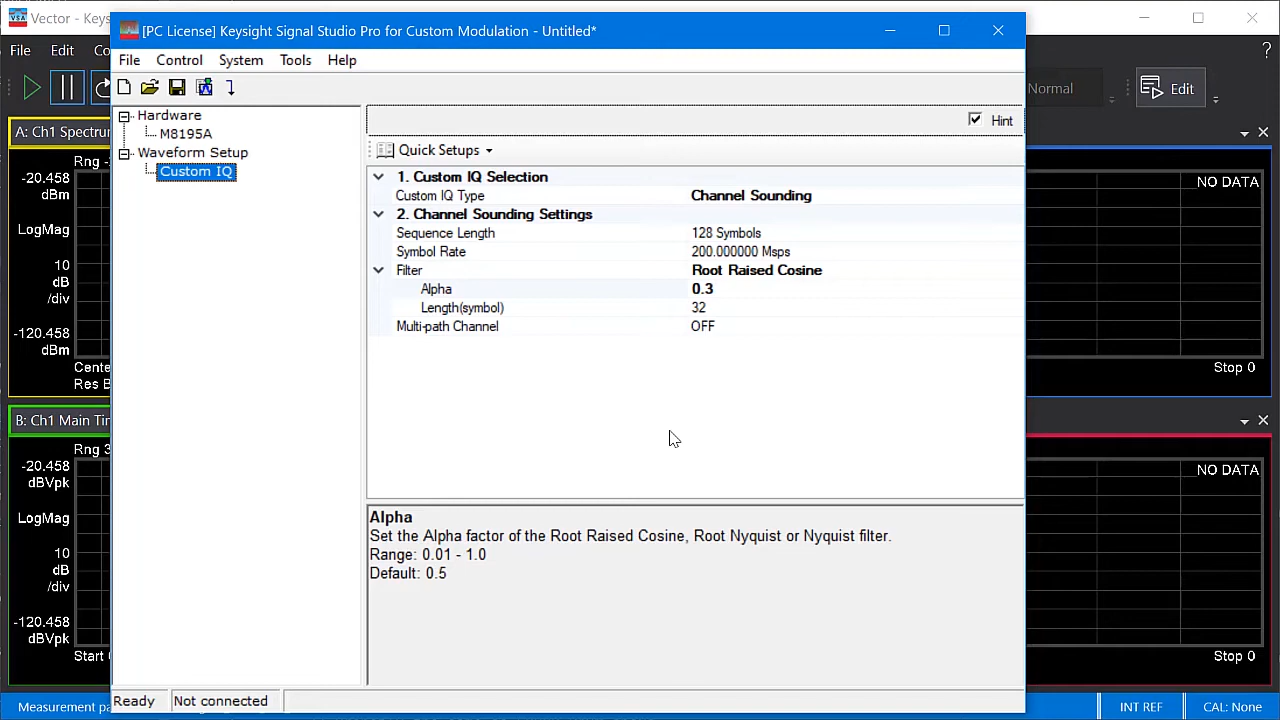 Vector - Keys
[PC License] Keysight Signal Studio Pro for Custom Modulation - Untitled*
File Edit Co
File Control System Tools Help
?
Normal
Edit
Hardware
M8195A
Waveform Setup
Custom IQ
Hint
Quick Setups
1. Custom IQ Selection
Custom IQ Type Channel Sounding
2. Channel Sounding Settings
Sequence Length 128 Symbols
Symbol Rate 200.000000 Msps
Filter Root Raised Cosine
Alpha 0.3
Length(symbol) 32
Multi-path Channel OFF
Alpha
Set the Alpha factor of the Root Raised Cosine, Root Nyquist or Nyquist filter.
Range: 0.01 - 1.0
Default: 0.5
Ready Not connected
A: Ch1 Spectrum
Rng -
-20.458
dBm
LogMag
10
dB
/div
-120.458
dBm
Cente
Res B
B: Ch1 Main Tim
Rng 3
-20.458
dBVpk
LogMag
10
dB
/div
-120.458
dBVpk
Start 0
NO DATA
Stop 0
NO DATA
Stop 0
Measurement pa
INT REF
CAL: None